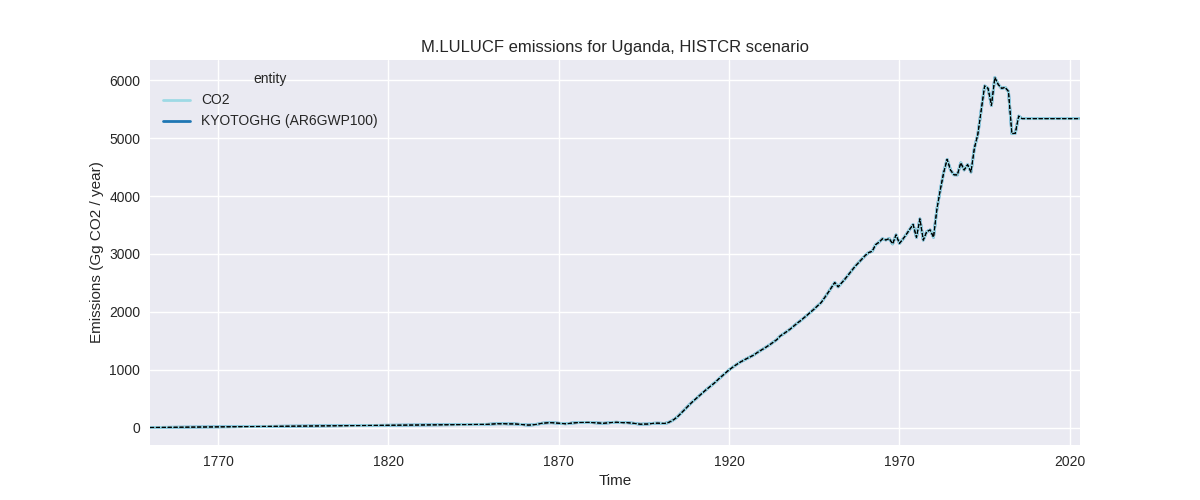 M.LULUCF emissions for Uganda, HISTCR scenario
entity
CO2
KYOTOGHG (AR6GWP100)
Emissions (Gg CO2 / year)
6000
5000
4000
3000
2000
1000
0
1770 1820 1870 1920 1970 2020
Time